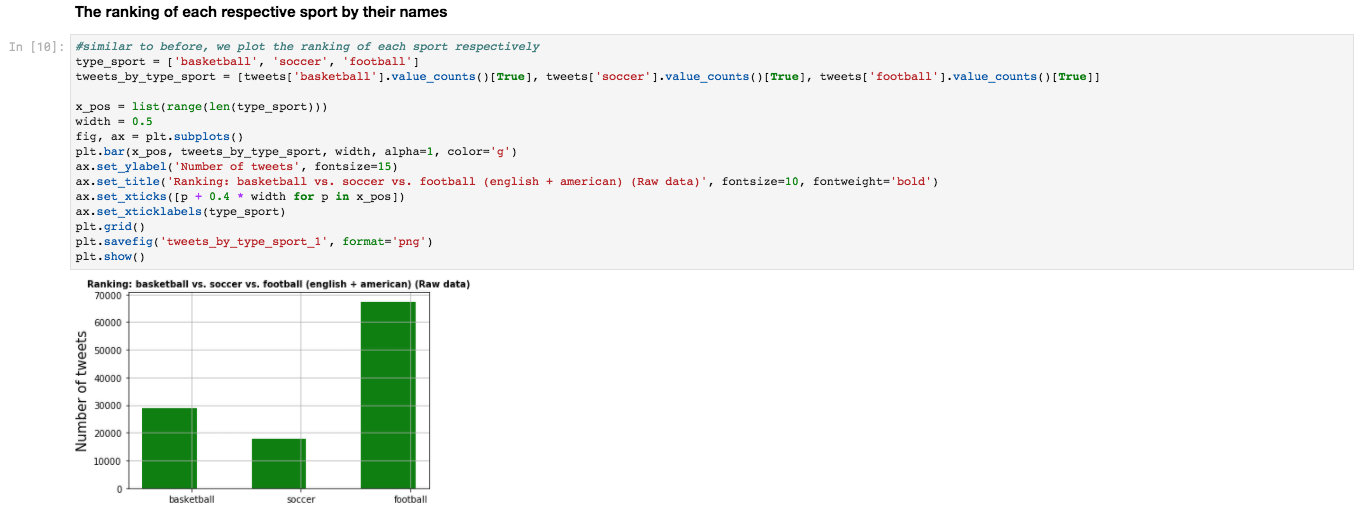 The ranking of each respective sport by their names
In [10]:
#similar to before, we plot the ranking of each sport respectively
type_sport = ['basketball', 'soccer', 'football']
tweets_by_type_sport = [tweets['basketball'].value_counts()[True], tweets['soccer'].value_counts()[True], tweets['football'].value_counts()[True]]
x_pos = list(range(len(type_sport)))
width = 0.5
fig, ax = plt.subplots()
plt.bar(x_pos, tweets_by_type_sport, width, alpha=1, color='g')
ax.set_ylabel('Number of tweets', fontsize=15)
ax.set_title('Ranking: basketball vs. soccer vs. football (english + american) (Raw data)', fontsize=10, fontweight='bold')
ax.set_xticks([p + 0.4 * width for p in x_pos])
ax.set_xticklabels(type_sport)
plt.grid()
plt.savefig('tweets_by_type_sport_1', format='png')
plt.show()
Ranking: basketball vs. soccer vs. football (english + american) (Raw data)
Number of tweets
70000
60000
50000
40000
30000
20000
10000
0
basketball soccer football